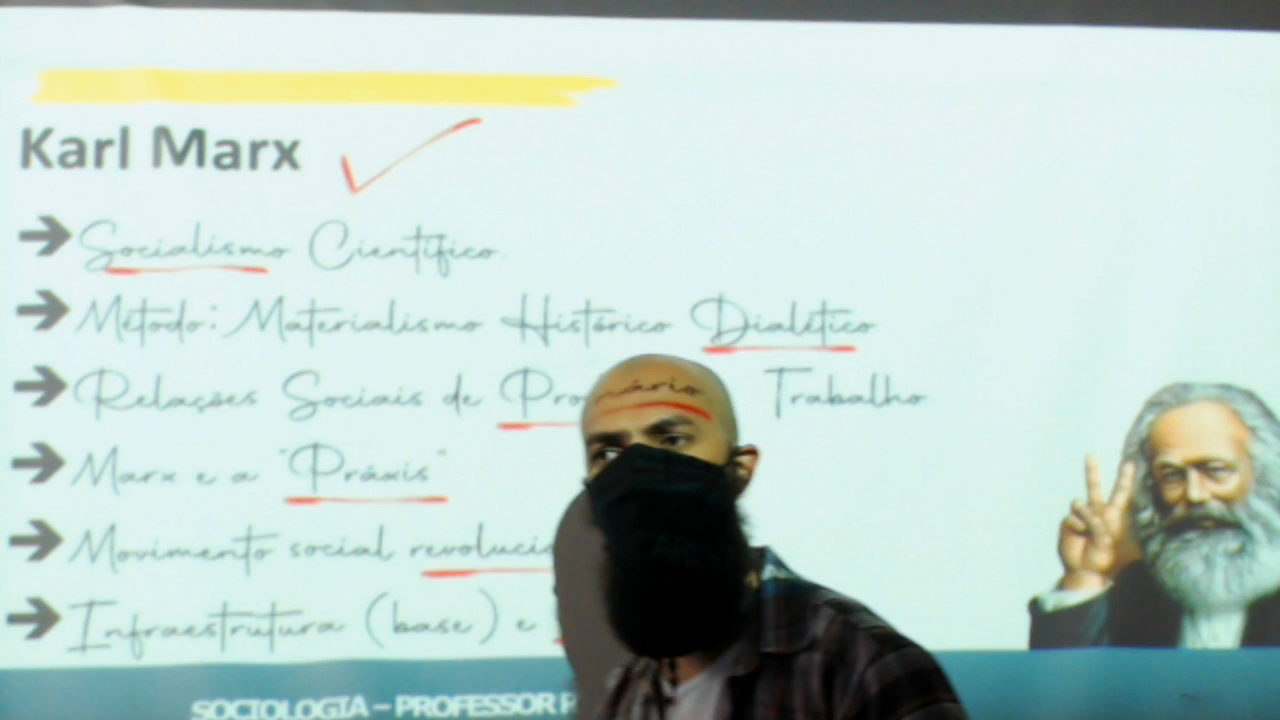 Karl Marx
Socialismo Científico.
Método: Materialismo Histórico Dialético
Relações Sociais de Trabalho
Marx e a "Práxis"
Movimento social
Infraestrutura (base) e
SOCIOLOGIA – PROFESSOR